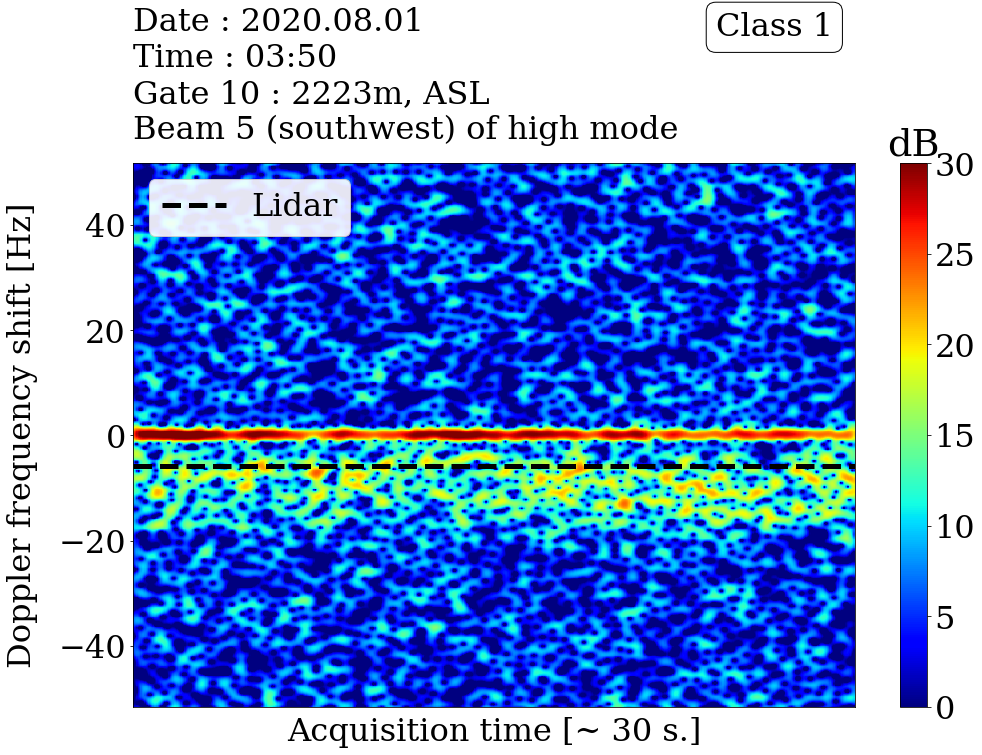 Date : 2020.08.01
Time : 03:50
Gate 10 : 2223m, ASL
Beam 5 (southwest) of high mode
Class 1
dB
Lidar
Doppler frequency shift [Hz]
40
20
0
−20
−40
30
25
20
15
10
5
0
Acquisition time [~ 30 s.]